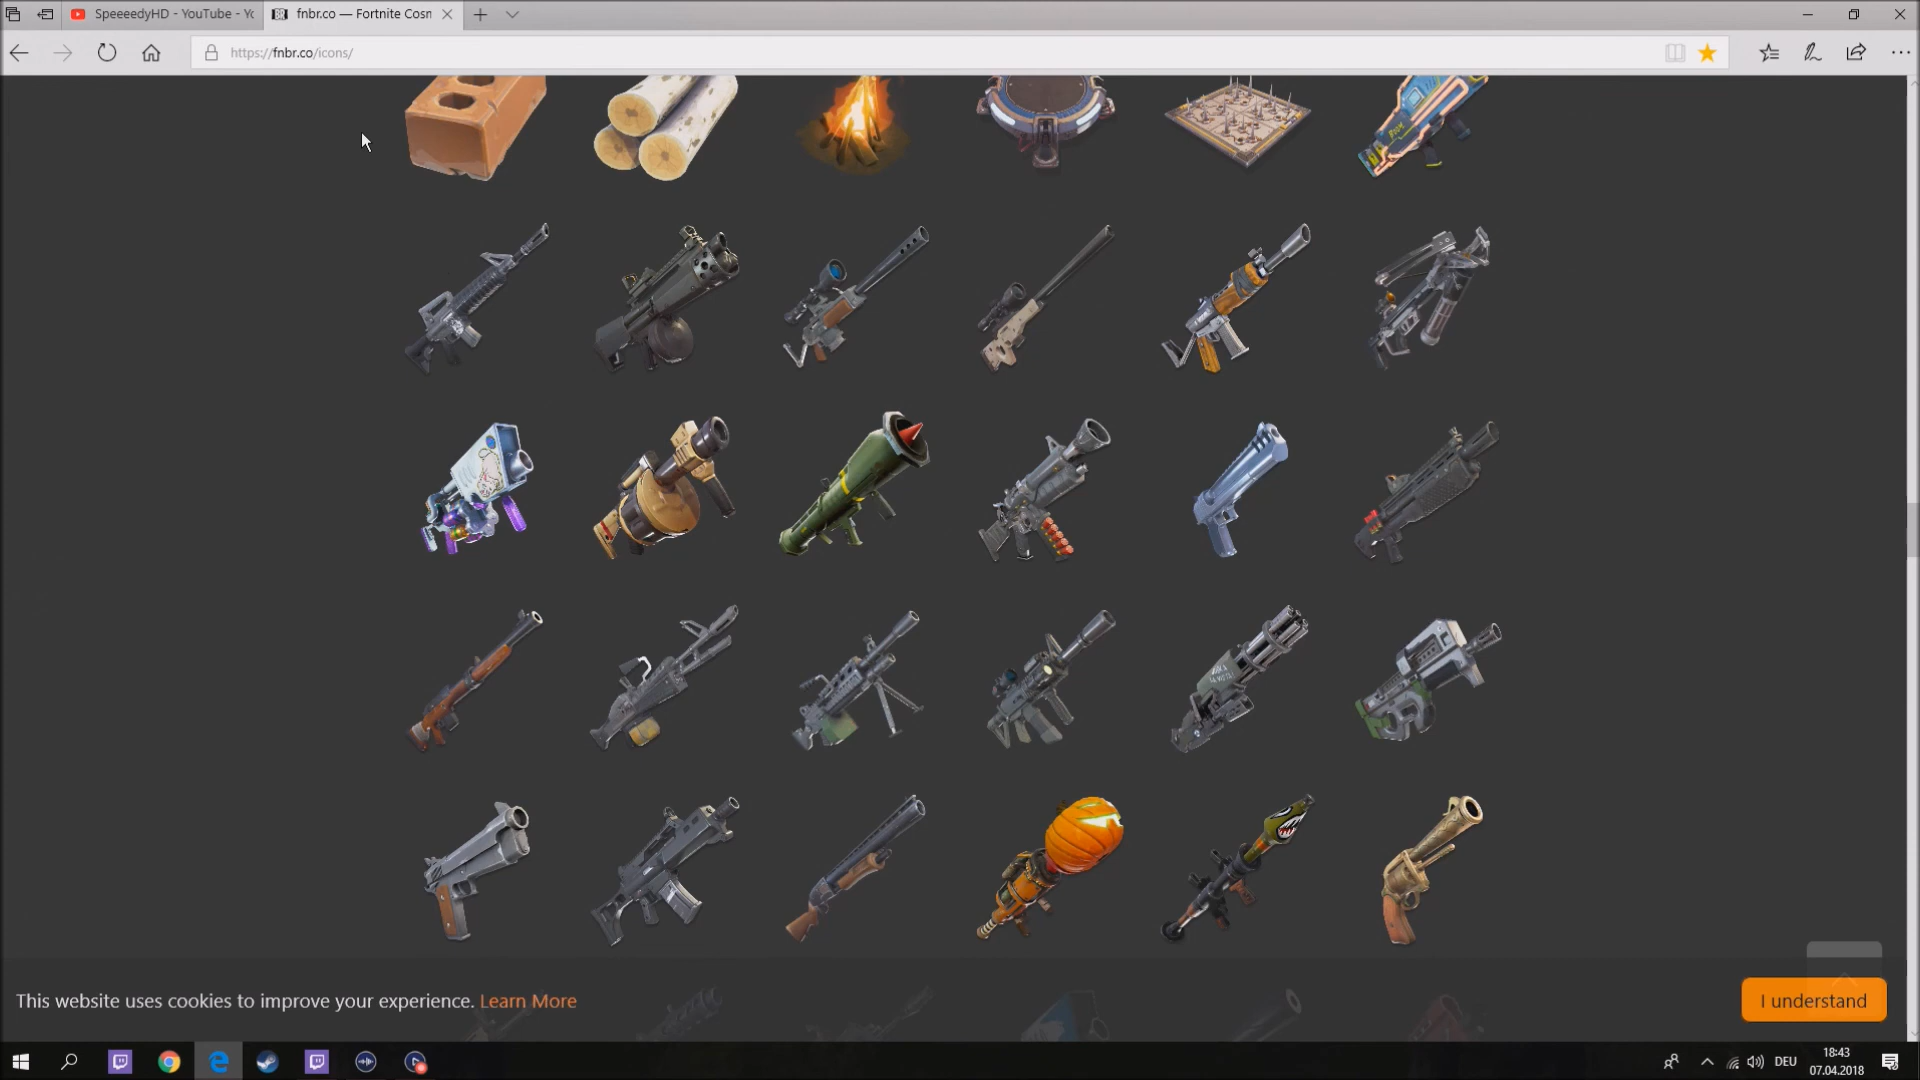 SpeeeedyHD - YouTube - Yo
fnbr.co — Fortnite Cosm
https://fnbr.co/icons/
This website uses cookies to improve your experience. Learn More
I understand
DEU
18:43
07.04.2018